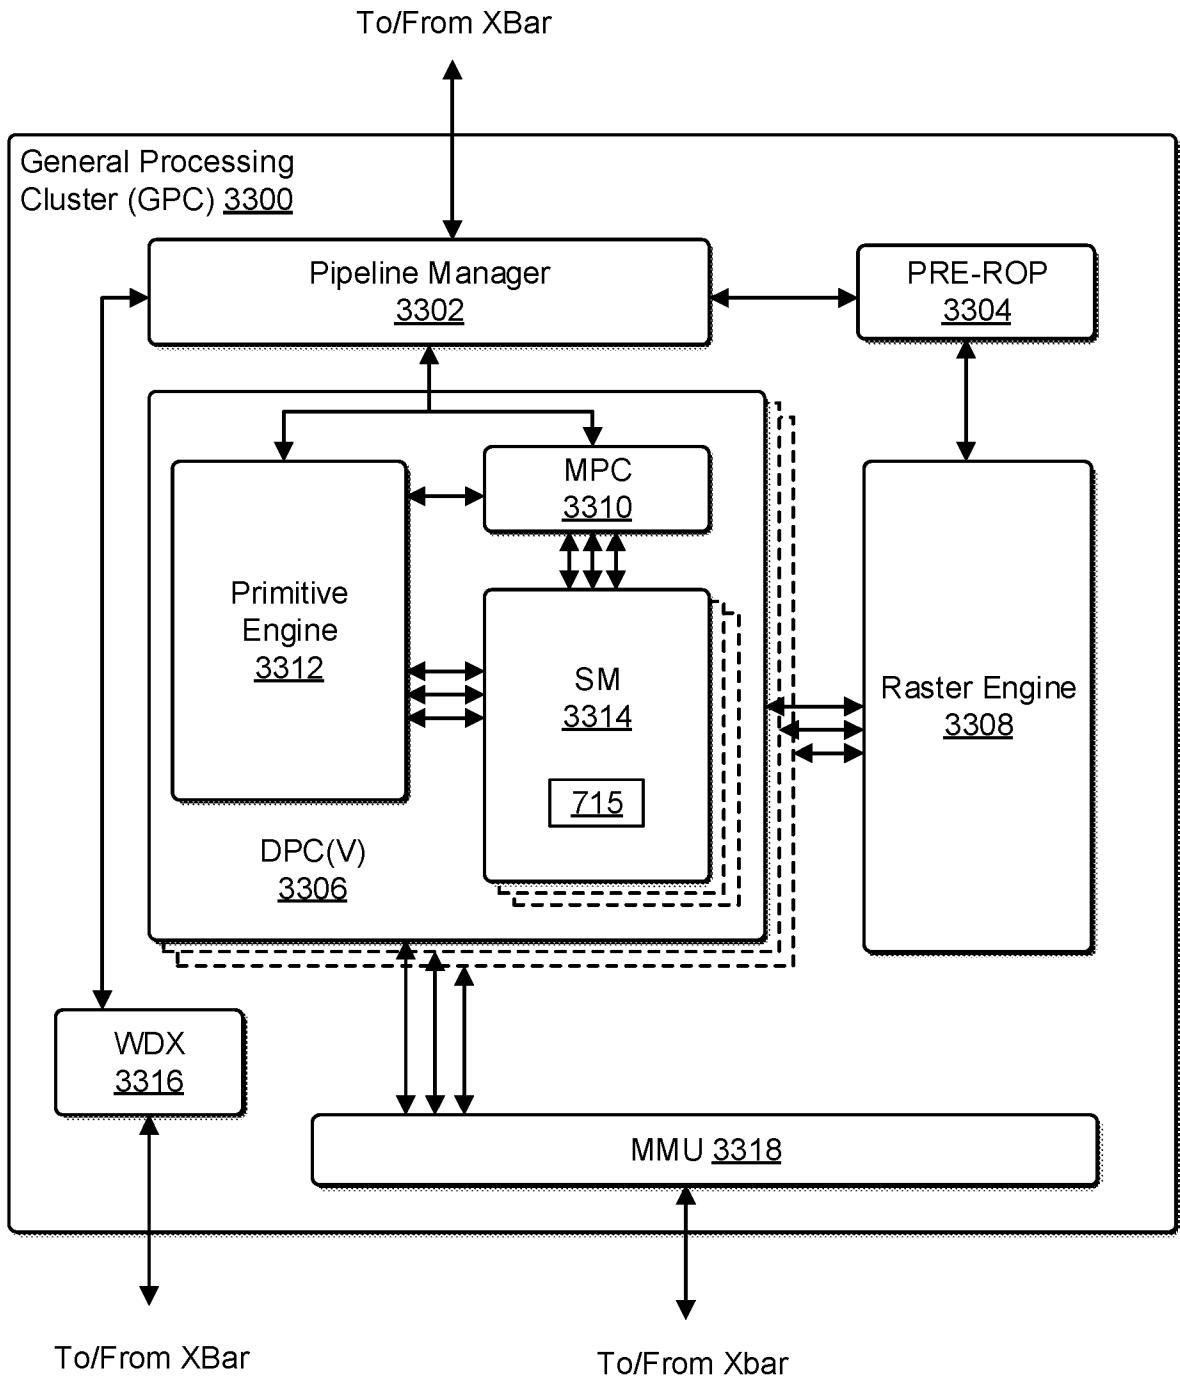 To/From XBar
General Processing
Cluster (GPC) 3300
Pipeline Manager
3302
PRE-ROP
3304
MPC
3310
Primitive
Engine
3312
SM
3314
715
Raster Engine
3308
DPC(V)
3306
WDX
3316
MMU 3318
To/From XBar
To/From Xbar